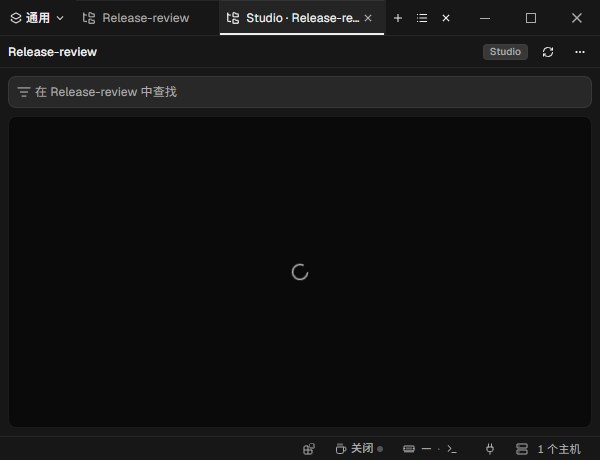 通用 Release-review Studio · Release-re...
Release-review Studio
在 Release-review 中查找
关闭 1 个主机